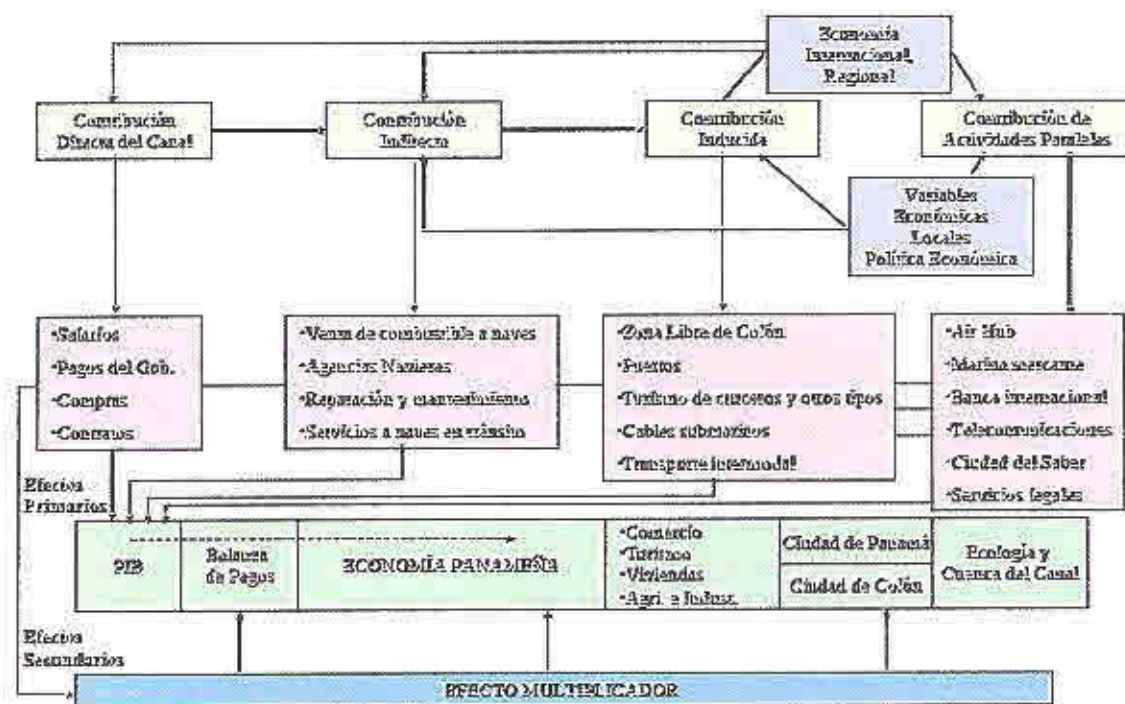 Economía
Internacional,
Regional
Contribución
Directa del Canal
Contribución
Indirecta
Contribución
Inducida
Contribución de
Actividades Paralelas
Variables
Económicas
Locales
Política Económica
•Salarios
•Pagos del Gob.
•Compras
•Contratos
•Venta de combustible a naves
•Agencias Navieras
•Reparación y mantenimiento
•Servicios a naves en tránsito
•Zona Libre de Colón
•Puertos
•Turismo de cruceros y otros tipos
•Cables submarinos
•Transporte intermodal
•Air Hub
•Marina mercante
•Banca internacional
•Telecomunicaciones
•Ciudad del Saber
•Servicios legales
Efectos
Primarios
PIB
Balanza
de Pagos
ECONOMÍA PANAMEÑA
•Comercio
•Turismo
•Viviendas
•Agri. e Indust.
Ciudad de Panamá
Ciudad de Colón
Ecología y
Cuenca del Canal
Efectos
Secundarios
EFECTO MULTIPLICADOR